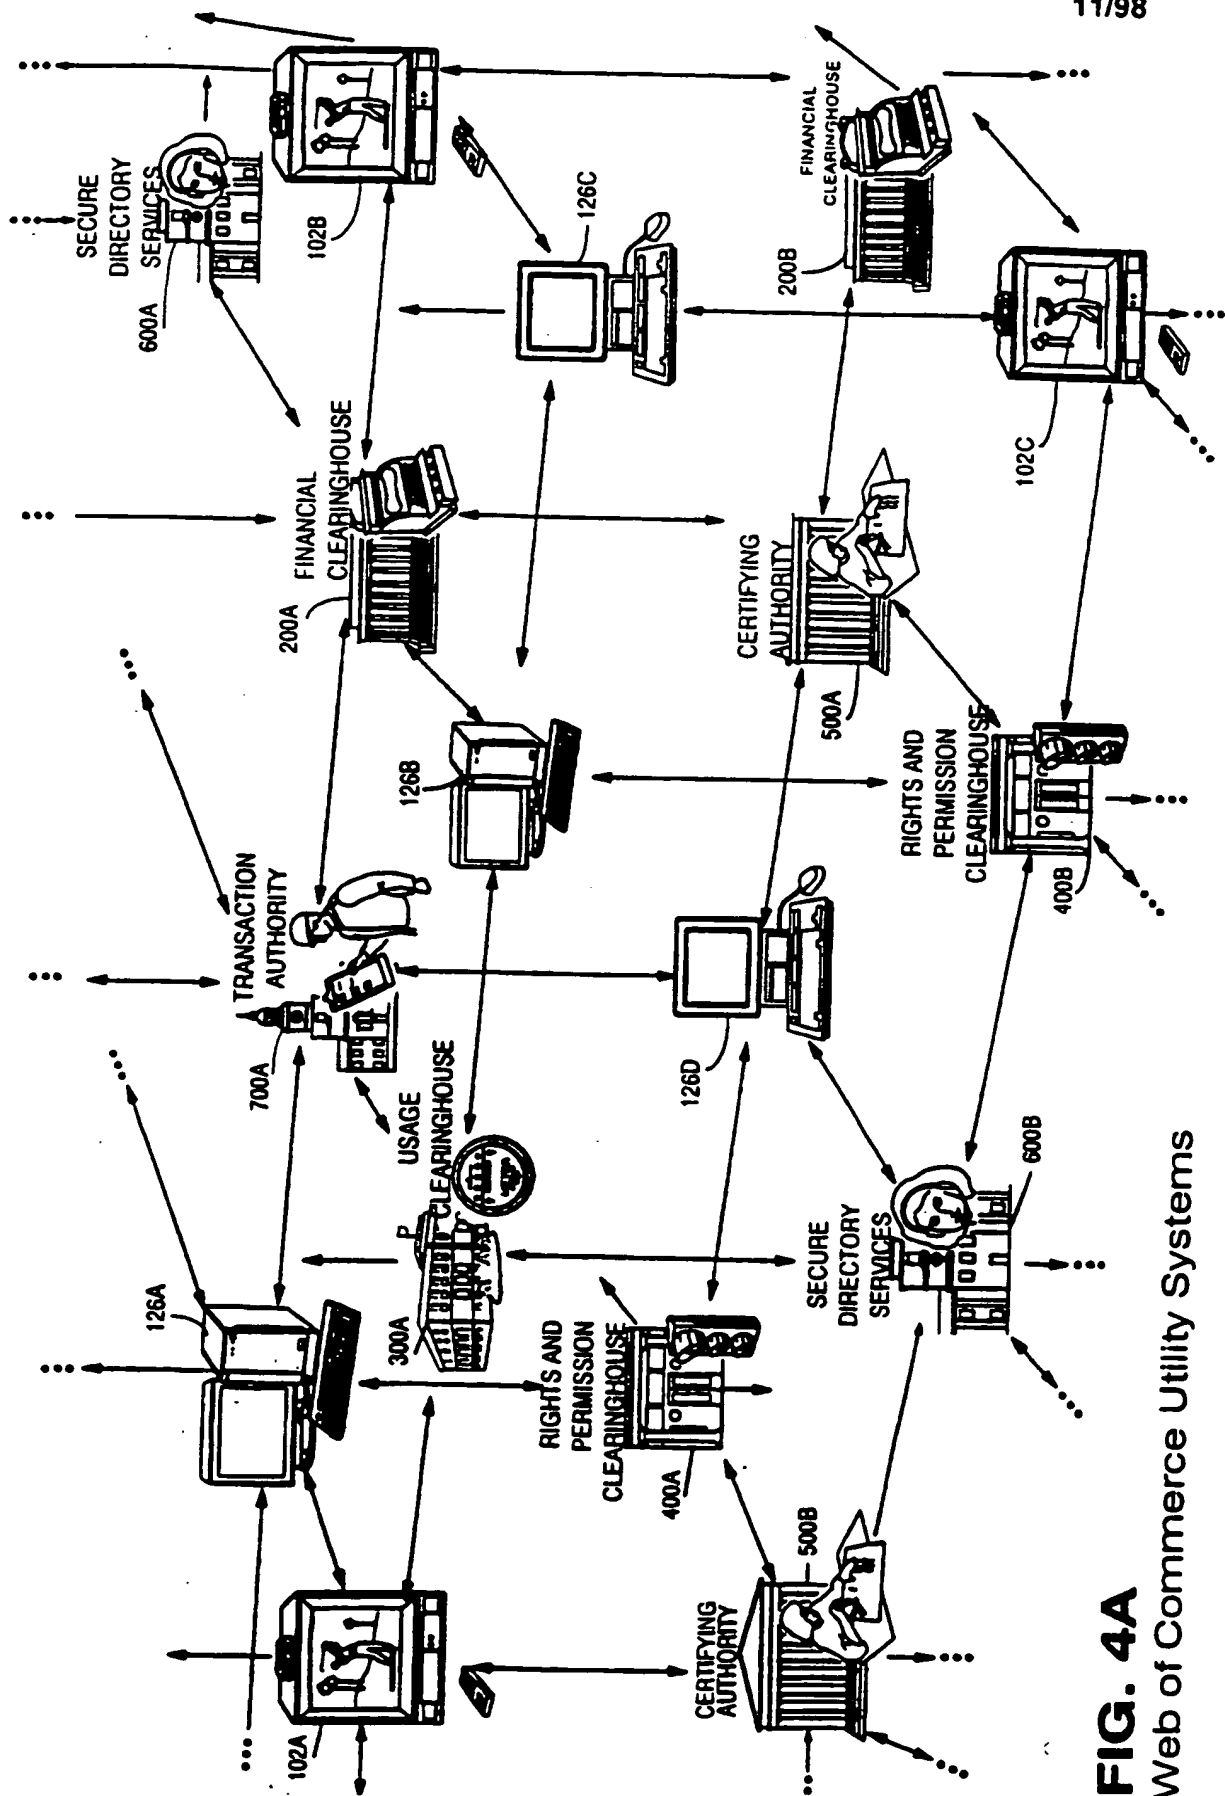 11/98
SECURE
DIRECTORY
SERVICES
600A
102B
126C
FINANCIAL
CLEARINGHOUSE
200B
102C
FINANCIAL
CLEARINGHOUSE
200A
TRANSACTION
AUTHORITY
700A
126B
CERTIFYING
AUTHORITY
500A
RIGHTS AND
PERMISSION
CLEARINGHOUSE
400B
126A
USAGE
CLEARINGHOUSE
P
300A
126D
SECURE
DIRECTORY
SERVICES
600B
102A
RIGHTS AND
PERMISSION
CLEARINGHOUSE
400A
CERTIFYING
AUTHORITY
500B
FIG. 4A
Web of Commerce Utility Systems